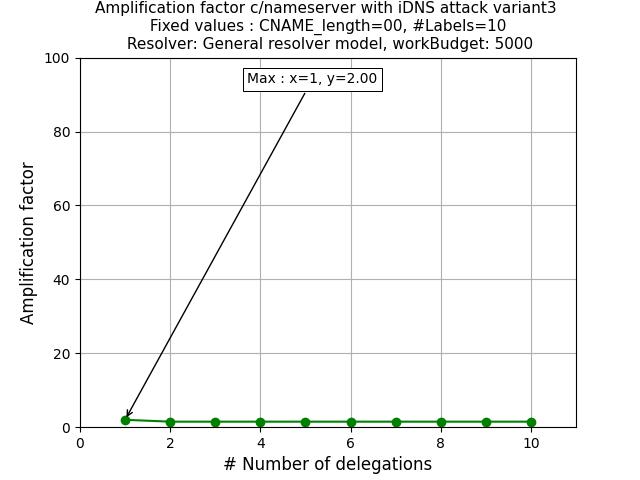 Amplification factor c/nameserver with iDNS attack variant3
Fixed values : CNAME_length=00, #Labels=10
Resolver: General resolver model, workBudget: 5000
100
Max : x=1, y=2.00
80
60
40
20
0
Amplification factor
0 2 4 6 8 10
# Number of delegations